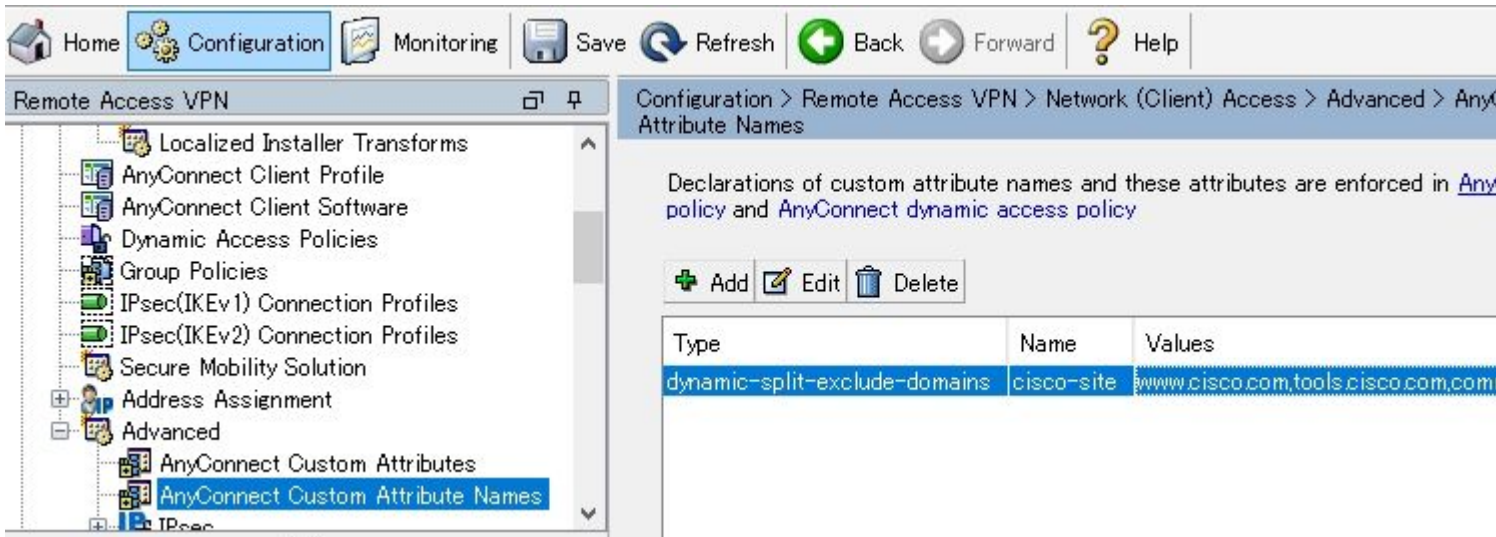 Home Configuration Monitoring Save Refresh Back Forward Help
Remote Access VPN
Localized Installer Transforms
AnyConnect Client Profile
AnyConnect Client Software
Dynamic Access Policies
Group Policies
IPsec(IKEv1) Connection Profiles
IPsec(IKEv2) Connection Profiles
Secure Mobility Solution
Address Assignment
Advanced
AnyConnect Custom Attributes
AnyConnect Custom Attribute Names
IPsec
Configuration > Remote Access VPN > Network (Client) Access > Advanced > Any
Attribute Names
Declarations of custom attribute names and these attributes are enforced in Any
policy and AnyConnect dynamic access policy
Add Edit Delete
Type Name Values
dynamic-split-exclude-domains cisco-site www.cisco.com,tools.cisco.com,com